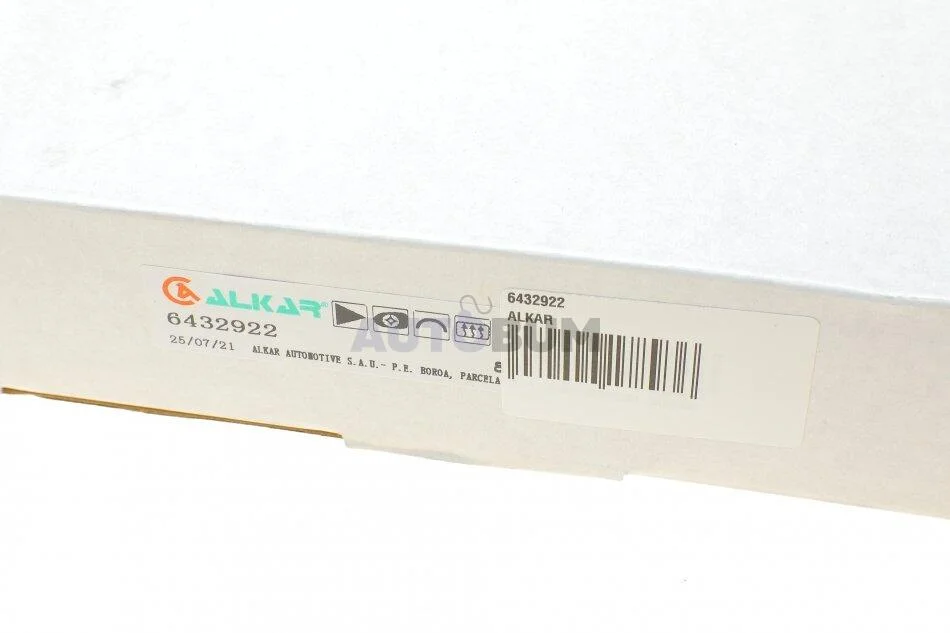 ALKAR®
6432922
25/07/21 ALKAR AUTOMOTIVE S.A.U.- P.E. BOROA, PARCELA
6432922
ALKAR
AUTOBUM